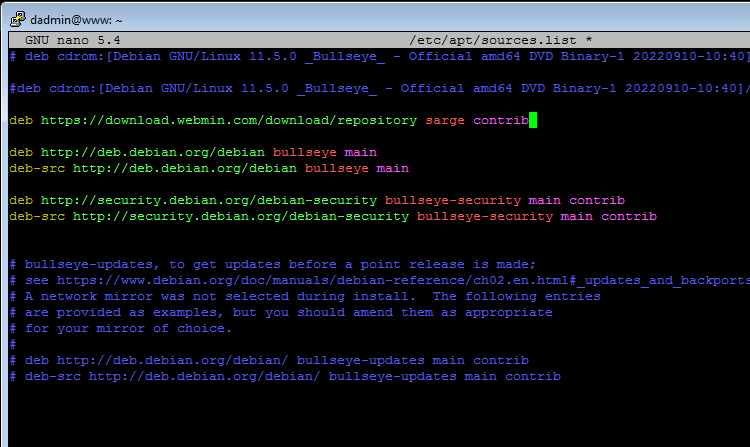 dadmin@www: ~
GNU nano 5.4 /etc/apt/sources.list *
# deb cdrom:[Debian GNU/Linux 11.5.0 _Bullseye_ - Official amd64 DVD Binary-1 20220910-10:40]
#deb cdrom:[Debian GNU/Linux 11.5.0 _Bullseye_ - Official amd64 DVD Binary-1 20220910-10:40]/
deb https://download.webmin.com/download/repository sarge contrib
deb http://deb.debian.org/debian bullseye main
deb-src http://deb.debian.org/debian bullseye main
deb http://security.debian.org/debian-security bullseye-security main contrib
deb-src http://security.debian.org/debian-security bullseye-security main contrib
# bullseye-updates, to get updates before a point release is made;
# see https://www.debian.org/doc/manuals/debian-reference/ch02.en.html#_updates_and_backports
# A network mirror was not selected during install.  The following entries
# are provided as examples, but you should amend them as appropriate
# for your mirror of choice.
#
# deb http://deb.debian.org/debian/ bullseye-updates main contrib
# deb-src http://deb.debian.org/debian/ bullseye-updates main contrib